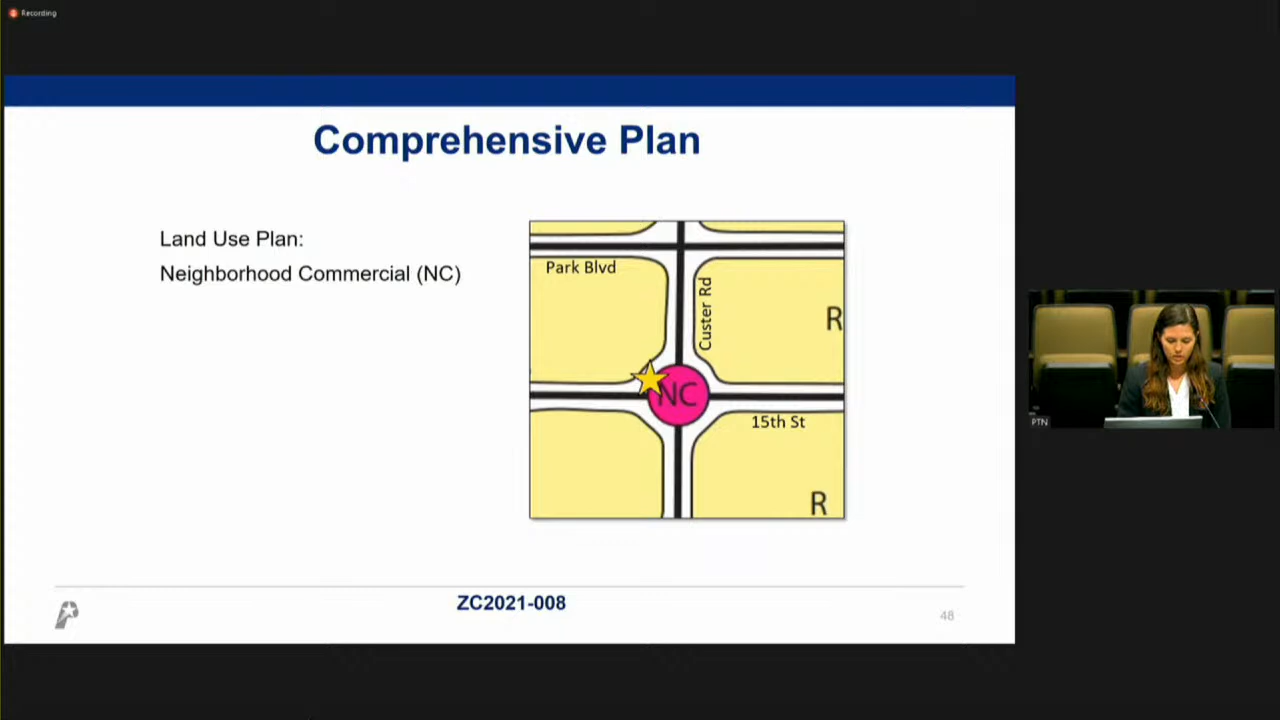 Recording
Comprehensive Plan
Land Use Plan:
Neighborhood Commercial (NC)
Park Blvd
Custer Rd
R
NC
15th St
R
PTN
ZC2021-008
48